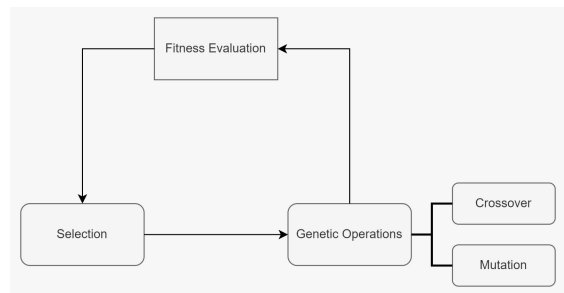 Fitness Evaluation
Crossover
Selection
Genetic Operations
Mutation